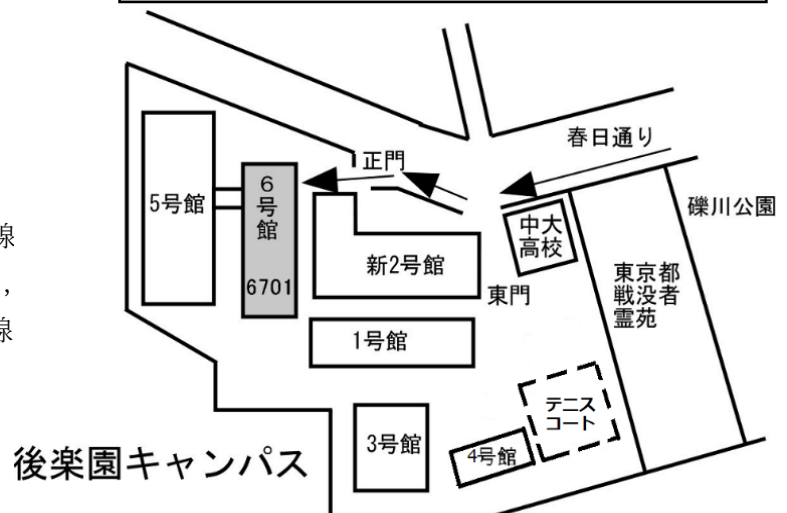 春日通り
正門
礫川公園
5号館
6
号
館
6701
中大
高校
線
新2号館
東門
東京都
戦没者
霊苑
，
線
1号館
テニス
コート
3号館
4号館
後楽園キャンパス